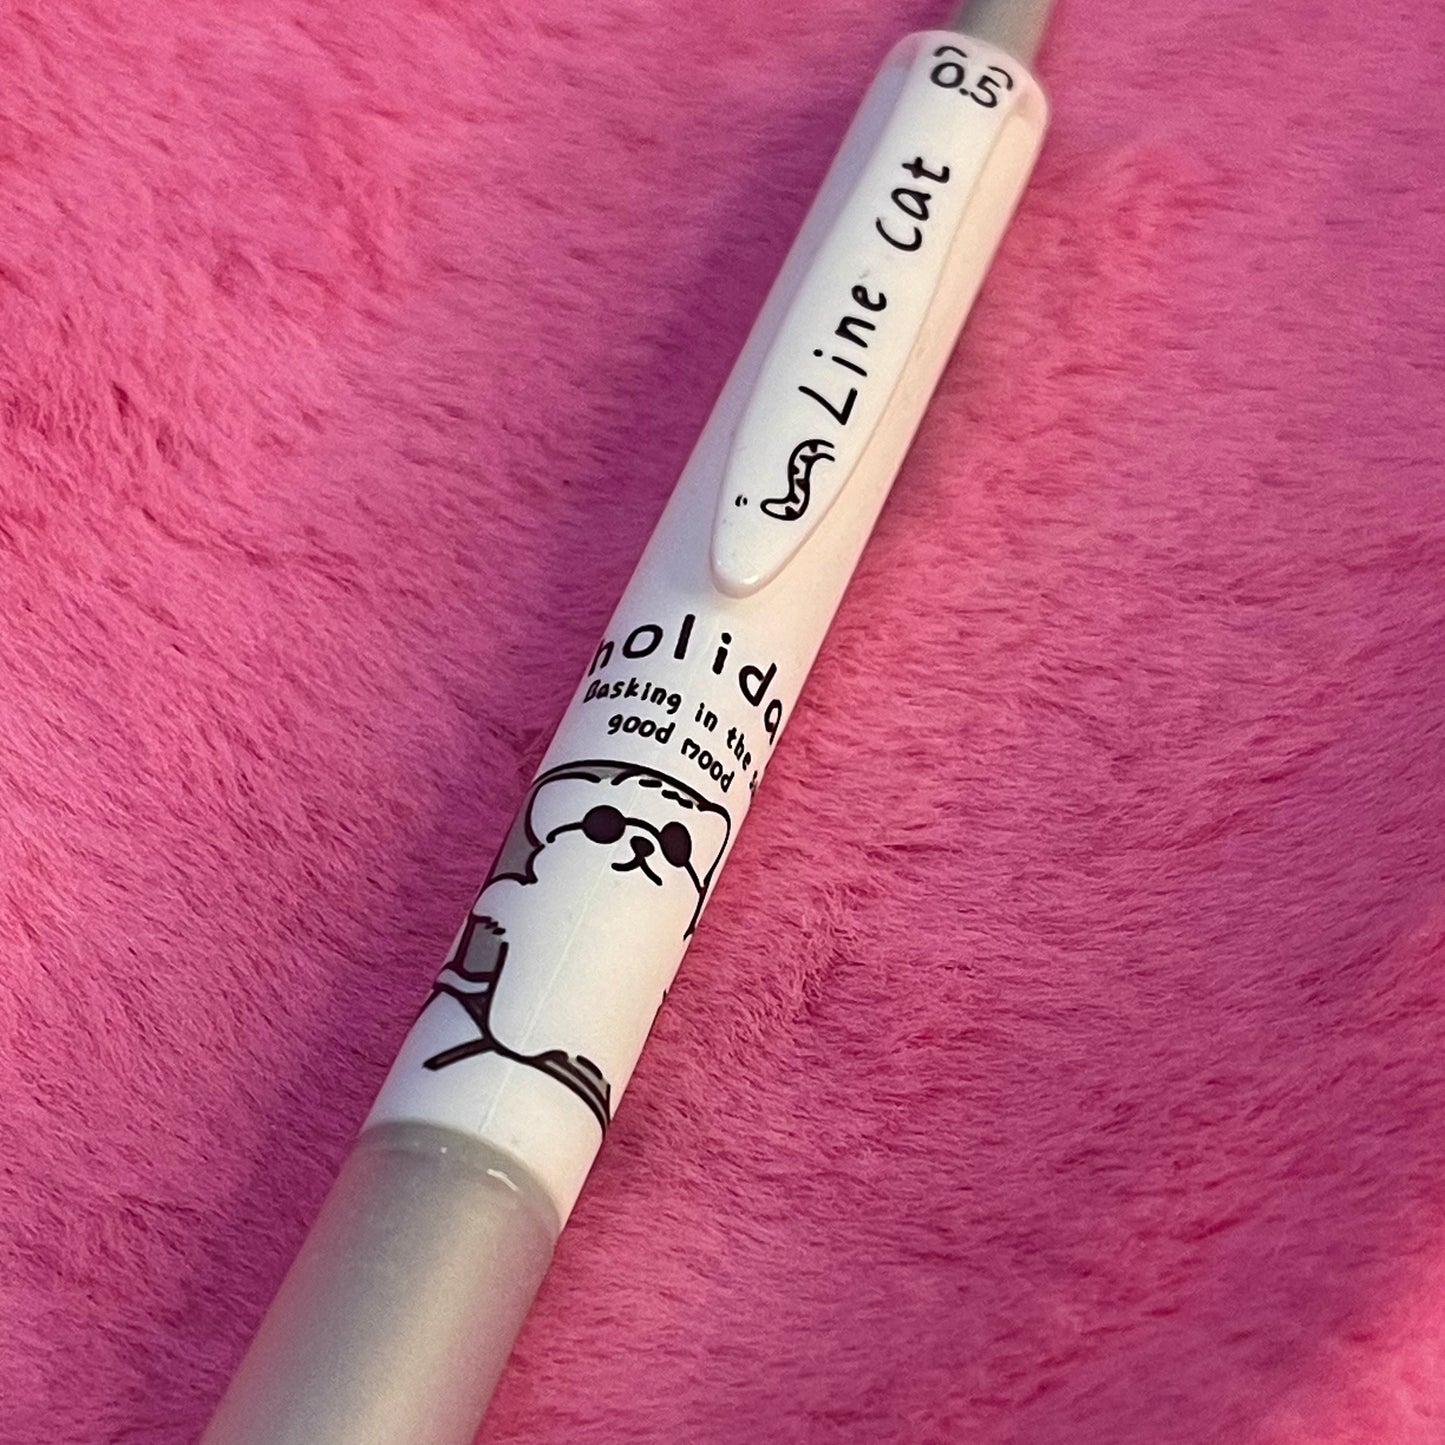 0.5
Line cat
holida
Basking in the
good mood